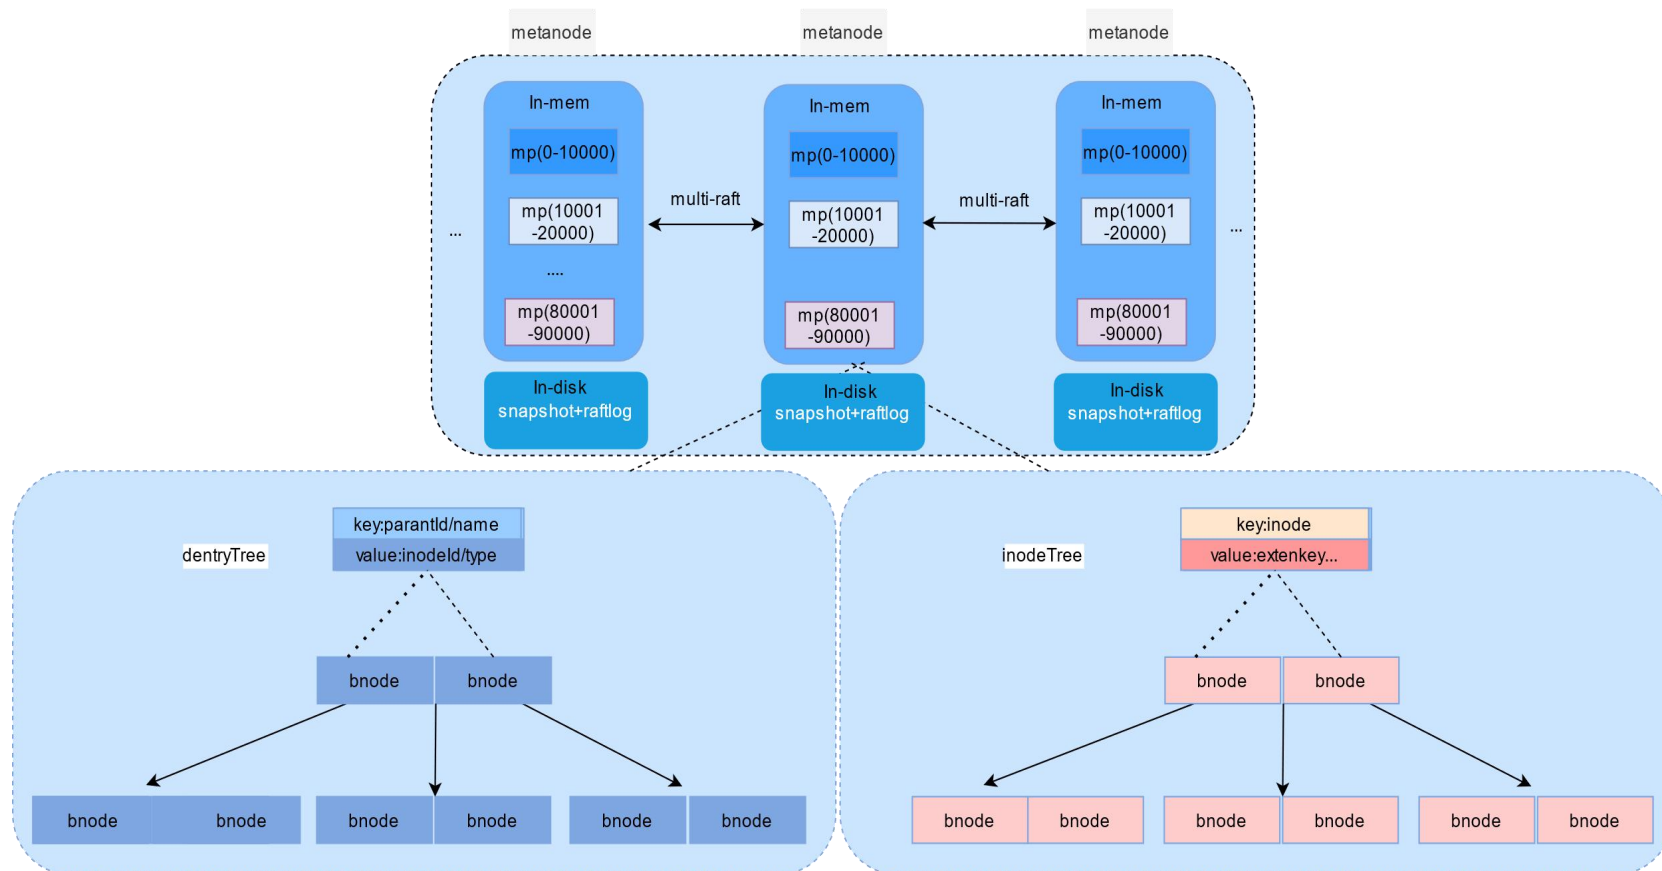 metanode
metanode
metanode
In-mem
mp(0-10000)
mp(10001
-20000)
....
mp(80001
-90000)
In-disk
snapshot+raftlog
...
multi-raft
In-mem
mp(0-10000)
mp(10001
-20000)
mp(80001
-90000)
In-disk
snapshot+raftlog
multi-raft
In-mem
mp(0-10000)
mp(10001
-20000)
mp(80001
-90000)
In-disk
snapshot+raftlog
...
dentryTree
key:parantId/name
value:inodeId/type
bnode
bnode
bnode
bnode
bnode
bnode
bnode
bnode
inodeTree
key:inode
value:extenkey...
bnode
bnode
bnode
bnode
bnode
bnode
bnode
bnode